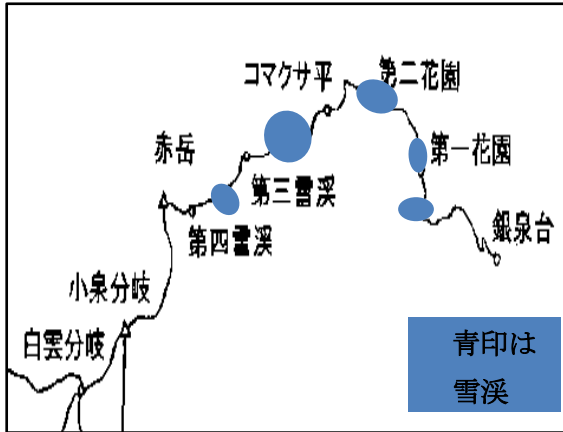 コマクサ平
第二花園
赤岳
第一花園
第三雪渓
第四雪渓
銀泉台
小泉分岐
白雲分岐
青印は
雪渓